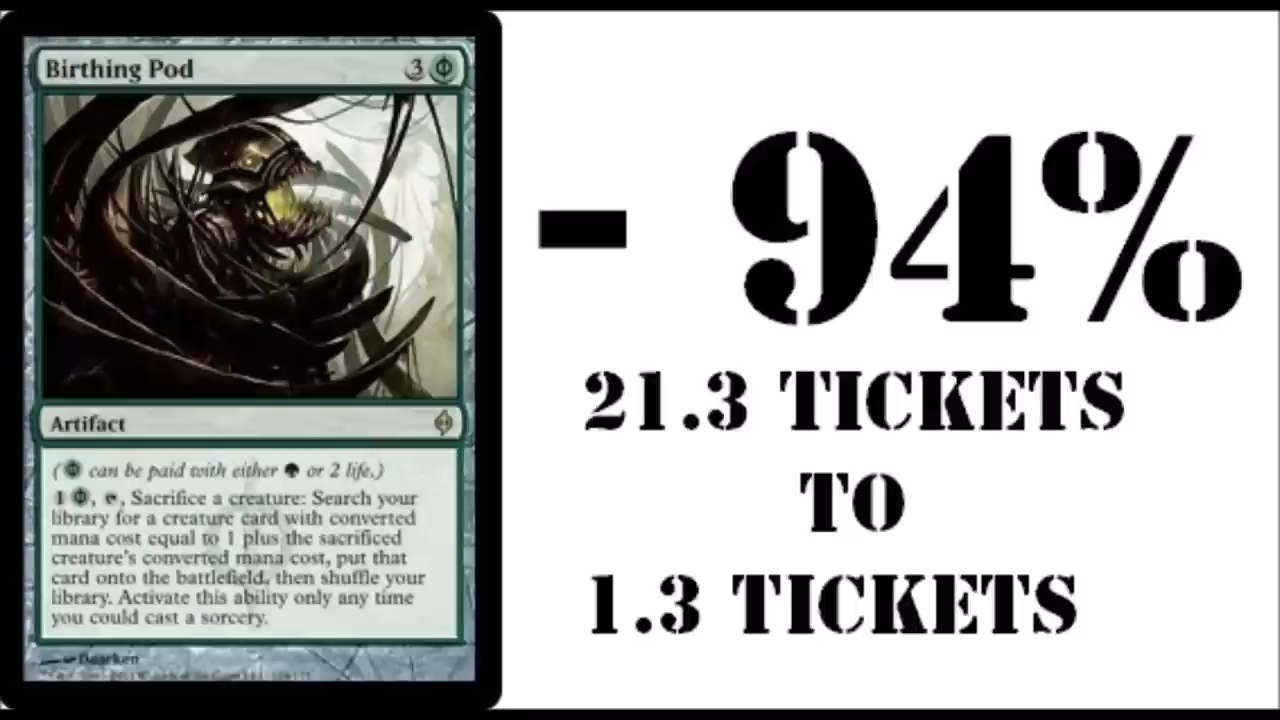 Birthing Pod 3
Artifact
( can be paid with either or 2 life.)
1 , , Sacrifice a creature: Search your
library for a creature card with converted
mana cost equal to 1 plus the sacrificed
creature's converted mana cost, put that
card onto the battlefield, then shuffle your
library. Activate this ability only any time
you could cast a sorcery.
Daarken
- 94%
21.3 TICKETS
TO
1.3 TICKETS